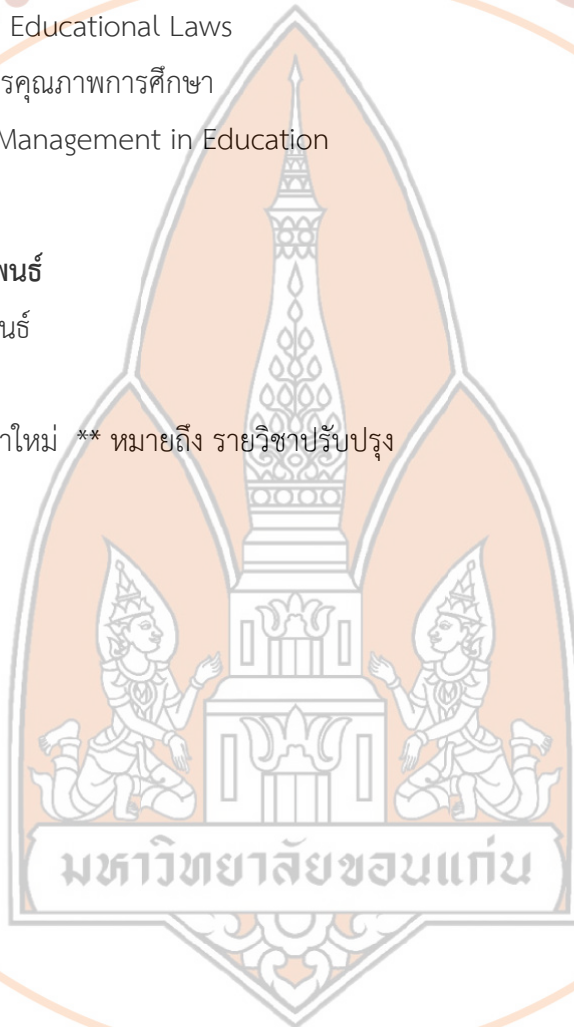 Educational Laws
รคุณภาพการศึกษา
Management in Education
พนธ์
นธ์
าใหม่ ** หมายถึง รายวิชาปรับปรุง
มหาวิทยาลัยขอนแก่น